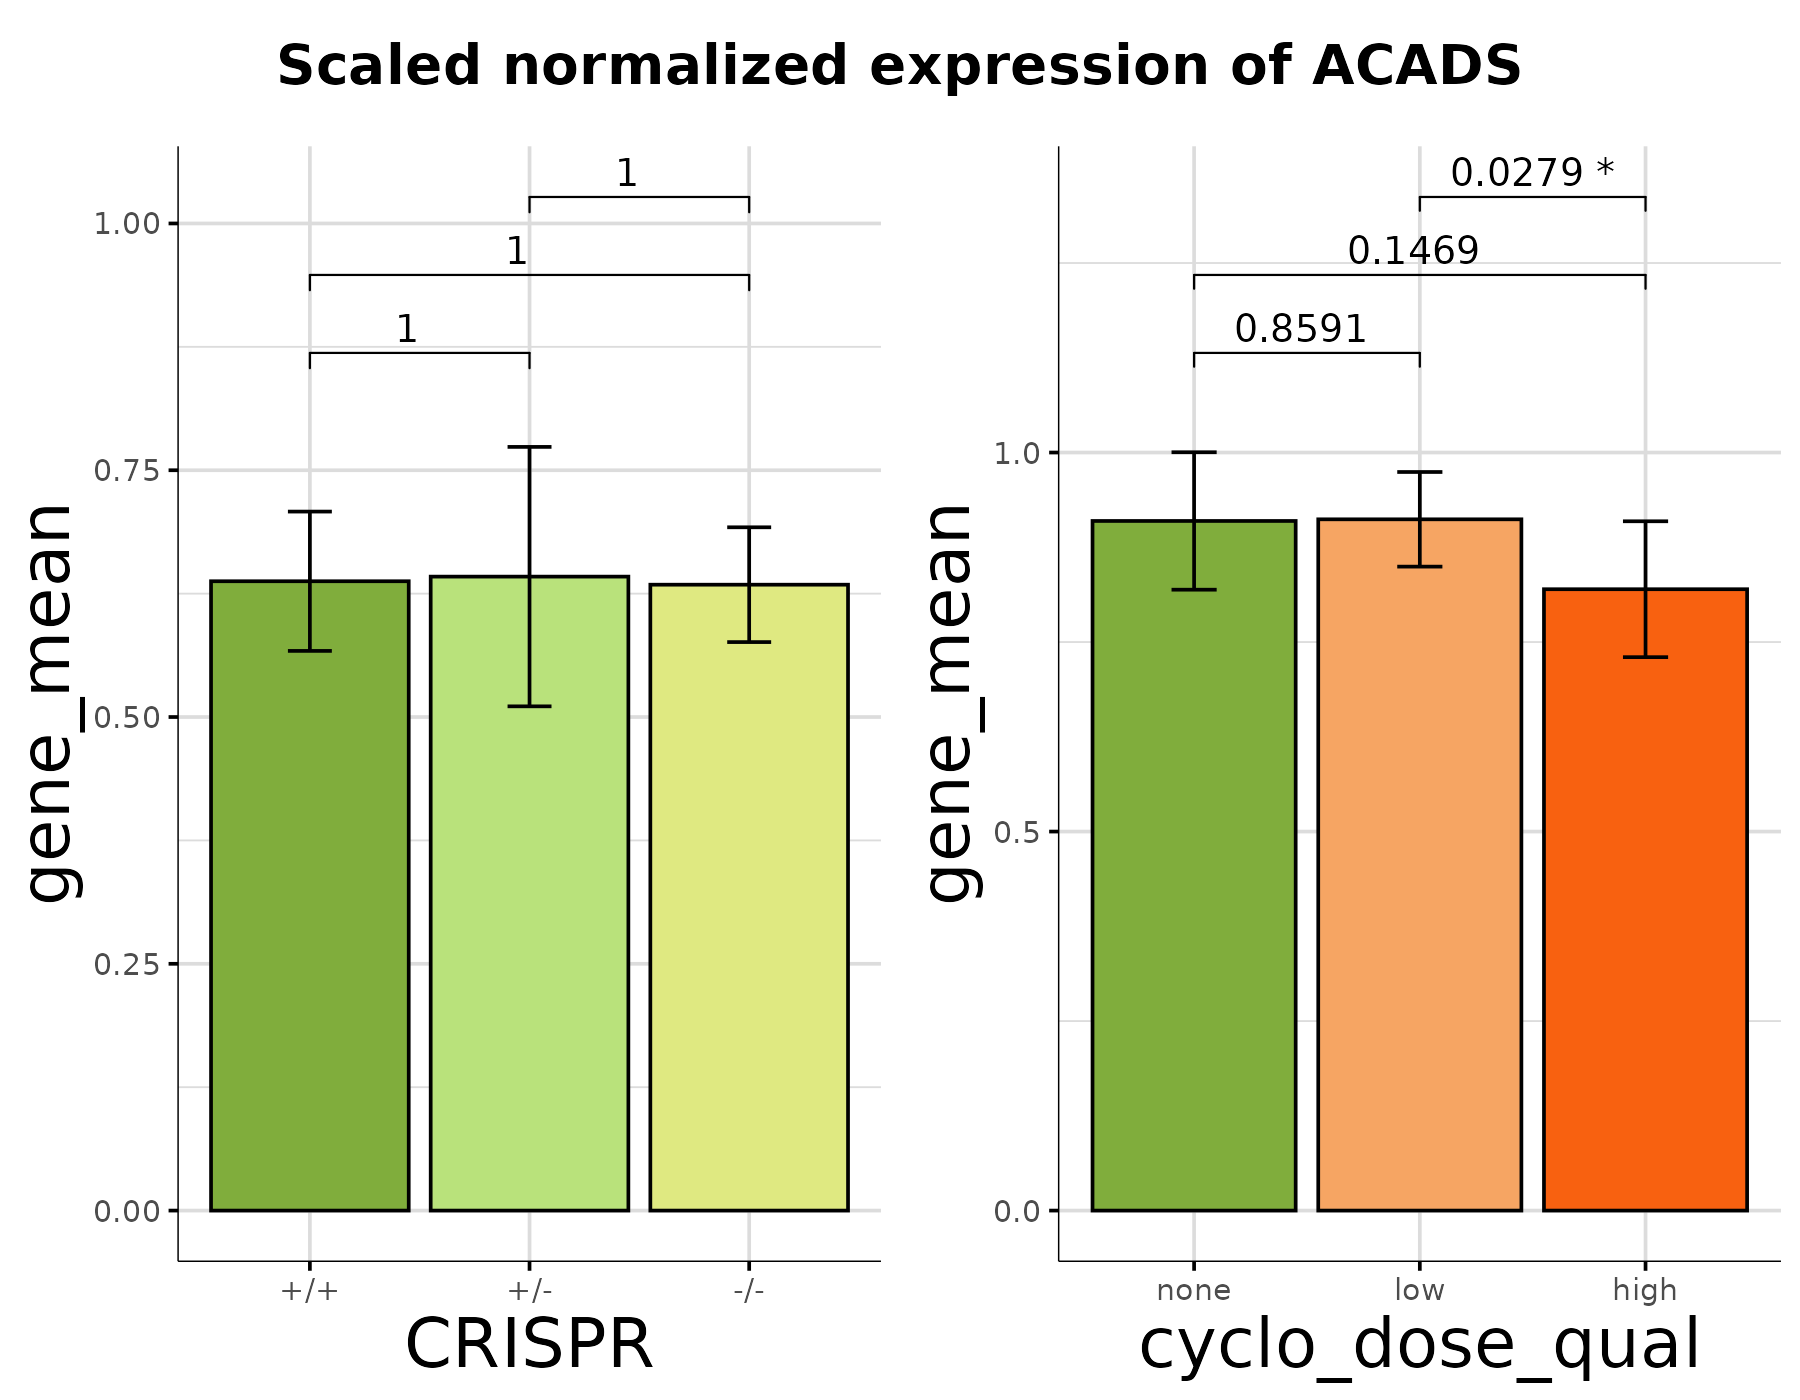 Scaled normalized expression of ACADS
gene_mean
1.00
0.75
0.50
0.25
0.00
1
1
1
+/+
+/-
-/-
CRISPR
gene_mean
1.0
0.5
0.0
0.0279 *
0.1469
0.8591
none
low
high
cyclo_dose_qual